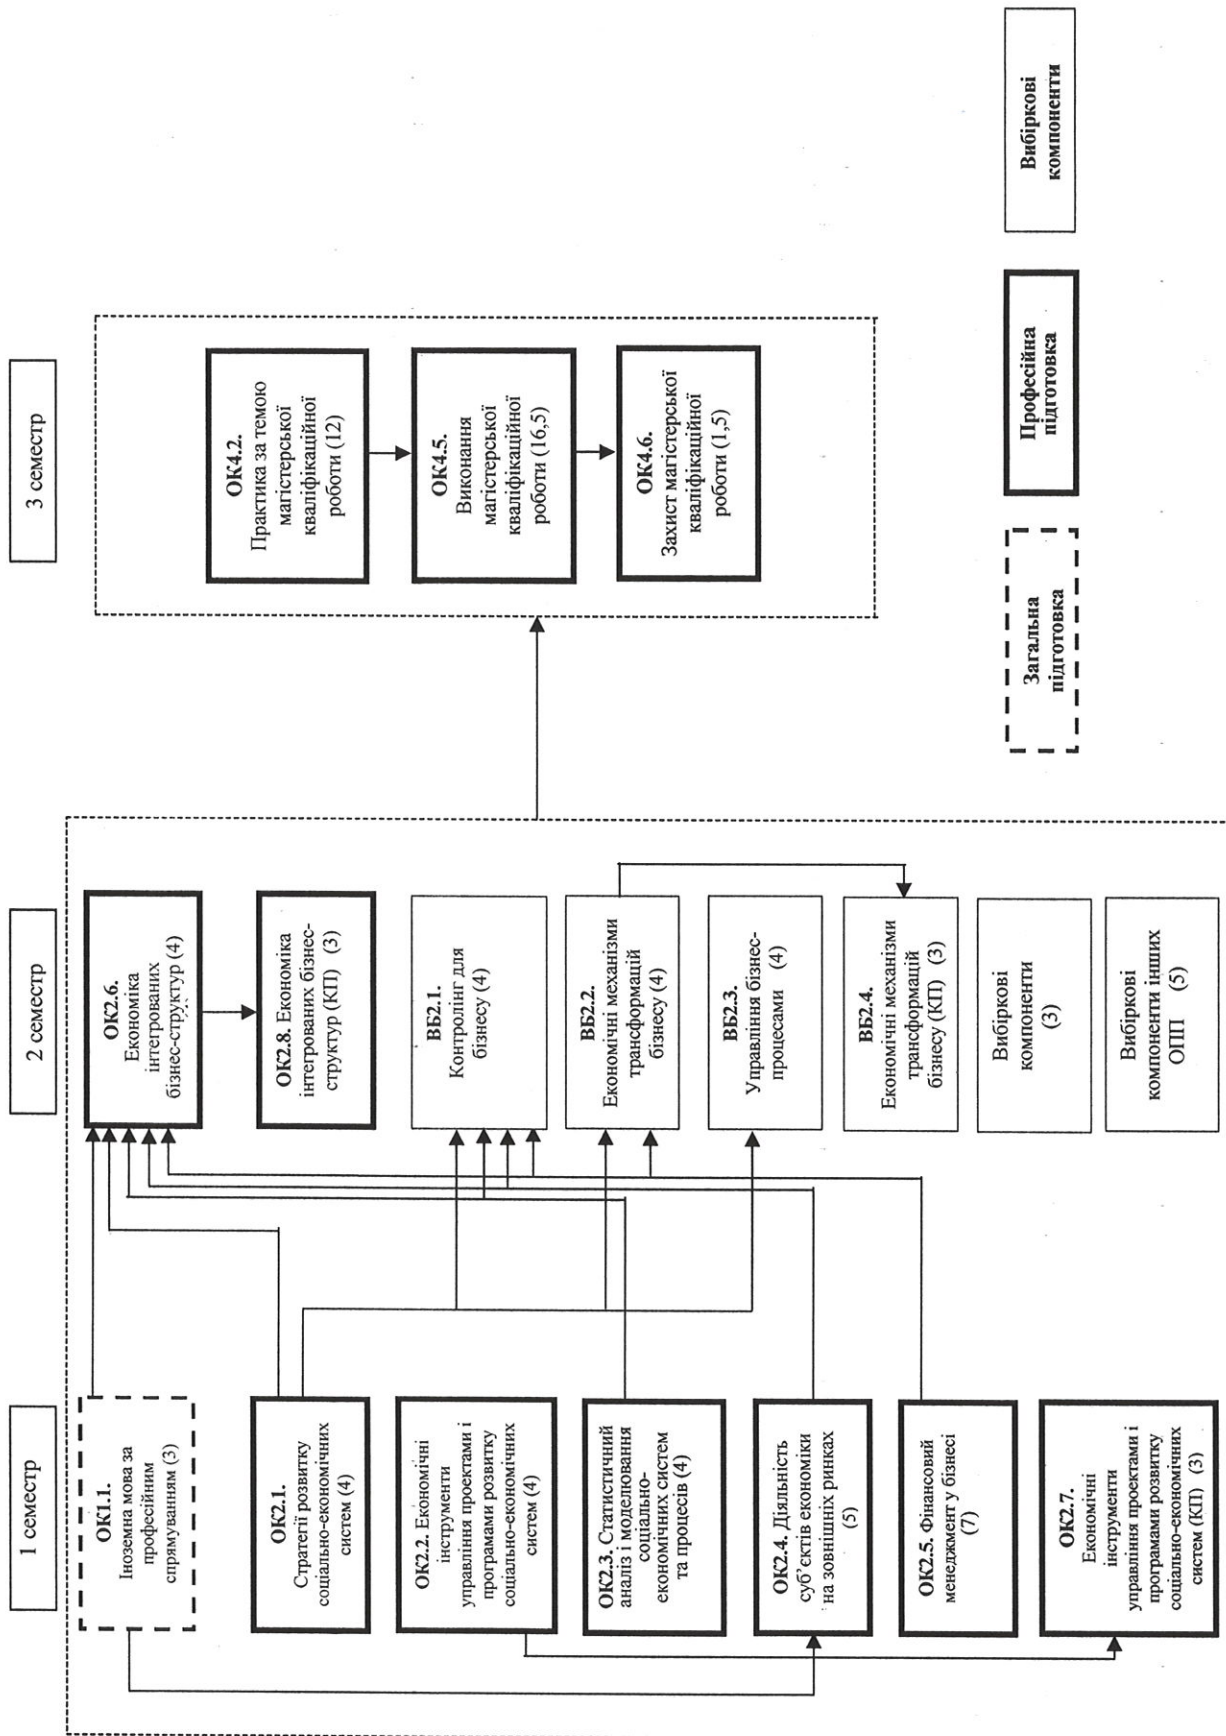 1 семестр
2 семестр
3 семестр
ОК1.1.
Іноземна мова за
професійним
спрямуванням (3)
ОК2.1.
Стратегії розвитку
соціально-економічних
систем (4)
ОК2.2. Економічні
інструменти
управління проектами і
програмами розвитку
соціально-економічних
систем (4)
ОК2.3. Статистичний
аналіз і моделювання
соціально-
економічних систем
та процесів (4)
ОК2.4. Діяльність
суб’єктів економіки
на зовнішніх ринках
(5)
ОК2.5. Фінансовий
менеджмент у бізнесі
(7)
ОК2.7.
Економічні
інструменти
управління проектами і
програмами розвитку
соціально-економічних
систем (КП) (3)
ОК2.6.
Економіка
інтегрованих
бізнес-структур (4)
ОК2.8. Економіка
інтегрованих бізнес-
структур (КП) (3)
ВБ2.1.
Контролінг для
бізнесу (4)
ВБ2.2.
Економічні механізми
трансформацій
бізнесу (4)
ВБ2.3.
Управління бізнес-
процесами (4)
ВБ2.4.
Економічні механізми
трансформацій
бізнесу (КП) (3)
Вибіркові
компоненти
(3)
Вибіркові
компоненти інших
ОПП (5)
ОК4.2.
Практика за темою
магістерської
кваліфікаційної
роботи (12)
ОК4.5.
Виконання
магістерської
кваліфікаційної
роботи (16,5)
ОК4.6.
Захист магістерської
кваліфікаційної
роботи (1,5)
Загальна
підготовка
Професійна
підготовка
Вибіркові
компоненти